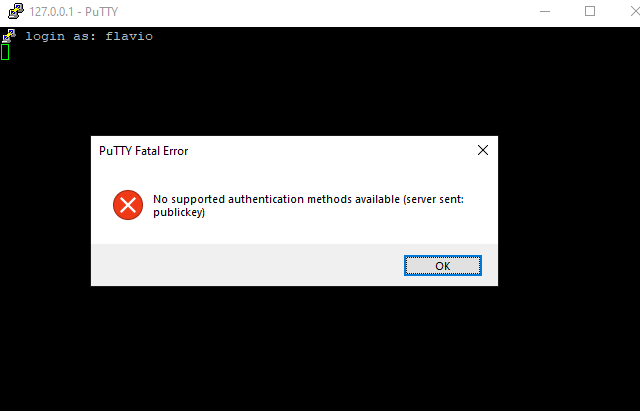 127.0.0.1 - PuTTY
login as: flavio
PuTTY Fatal Error
No supported authentication methods available (server sent:
publickey)
OK